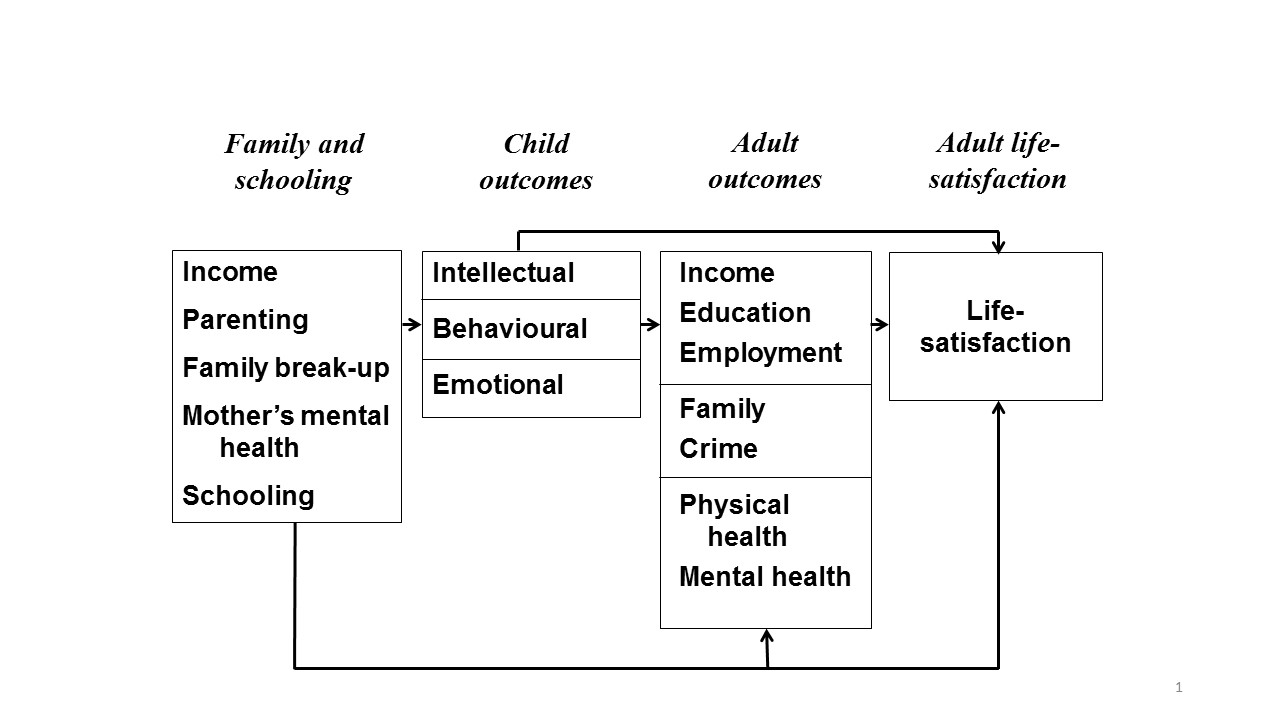 Family and
schooling
Child
outcomes
Adult
outcomes
Adult life-
satisfaction
Income
Parenting
Family break-up
Mother’s mental
health
Schooling
Intellectual
Behavioural
Emotional
Income
Education
Employment
Family
Crime
Physical
health
Mental health
Life-
satisfaction
1